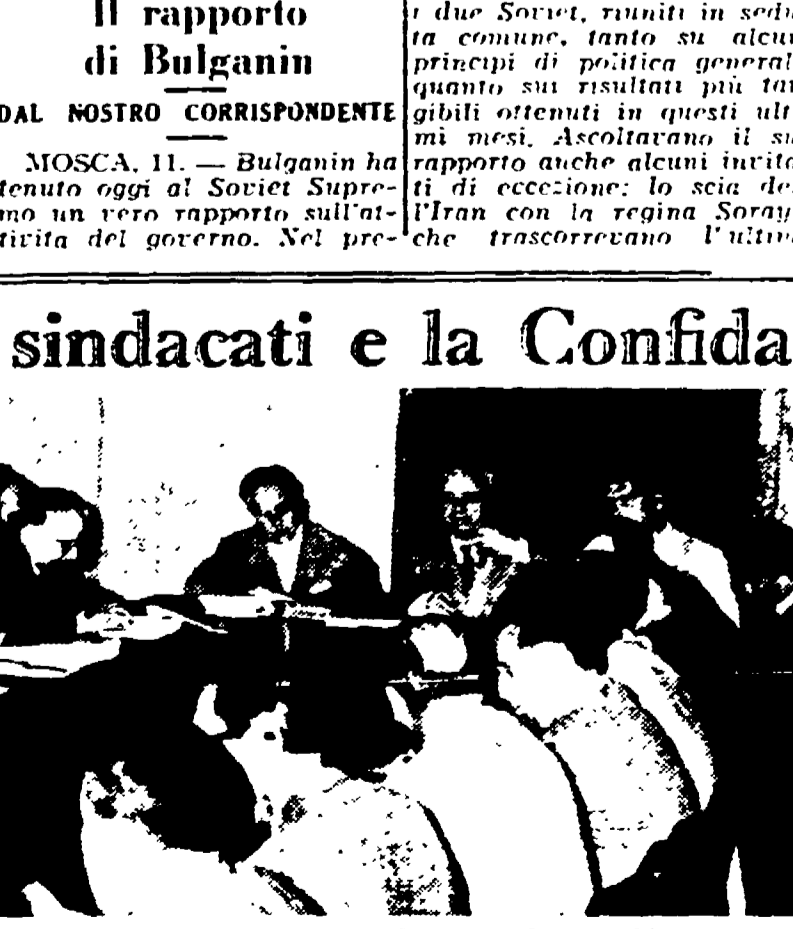 Il rapporto
di Bulganin
DAL NOSTRO CORRISPONDENTE
MOSCA, 11. — Bulganin ha
tenuto oggi al Soviet Supre-
mo un vero rapporto sull'at-
tività del governo. Nel pre-
i due Soviet, riuniti in sedu
ta comune, tanto su alcun
principi di politica general
quanto sui risultati più tan
gibili ottenuti in questi ulti
mi mesi. Ascoltavano il su
rapporto anche alcuni invita
ti di eccezione: lo scià de
l'Iran con la regina Soray
che trascorrevano l'ultim
sindacati e la Confida